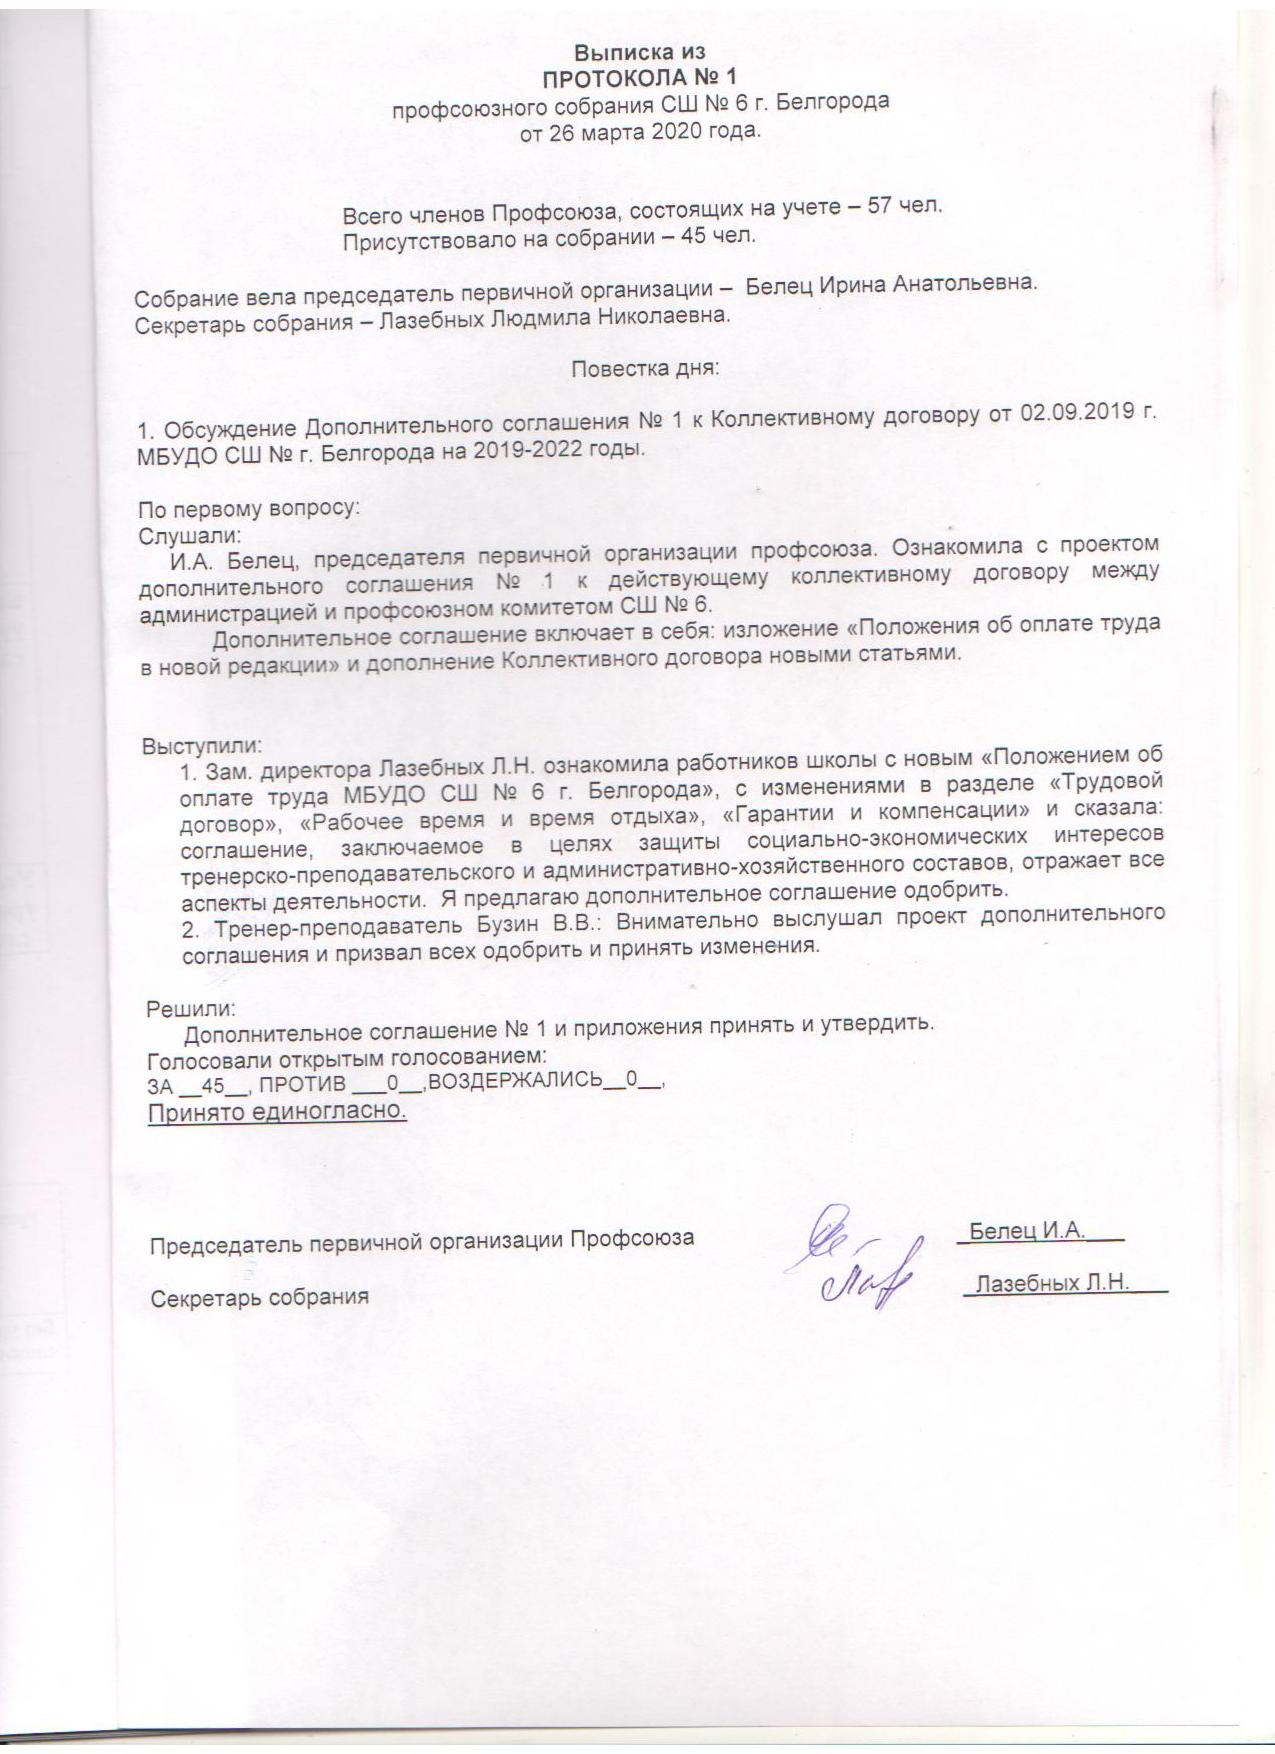 Выписка из
ПРОТОКОЛА № 1
профсоюзного собрания СШ № 6 г. Белгорода
от 26 марта 2020 года.
Всего членов Профсоюза, состоящих на учете – 57 чел.
Присутствовало на собрании – 45 чел.
Собрание вела председатель первичной организации – Белец Ирина Анатольевна.
Секретарь собрания – Лазебных Людмила Николаевна.
Повестка дня:
1. Обсуждение Дополнительного соглашения № 1 к Коллективному договору от 02.09.2019 г.
МБУДО СШ № г. Белгорода на 2019-2022 годы.
По первому вопросу:
Слушали:
И.А. Белец, председателя первичной организации профсоюза. Ознакомила с проектом
дополнительного соглашения № 1 к действующему коллективному договору между
администрацией и профсоюзном комитетом СШ № 6.
Дополнительное соглашение включает в себя: изложение «Положения об оплате труда
в новой редакции» и дополнение Коллективного договора новыми статьями.
Выступили:
1. Зам. директора Лазебных Л.Н. ознакомила работников школы с новым «Положением об
оплате труда МБУДО СШ № 6 г. Белгорода», с изменениями в разделе «Трудовой
договор», «Рабочее время и время отдыха», «Гарантии и компенсации» и сказала:
соглашение, заключаемое в целях защиты социально-экономических интересов
тренерско-преподавательского и административно-хозяйственного составов, отражает все
аспекты деятельности. Я предлагаю дополнительное соглашение одобрить.
2. Тренер-преподаватель Бузин В.В.: Внимательно выслушал проект дополнительного
соглашения и призвал всех одобрить и принять изменения.
Решили:
Дополнительное соглашение № 1 и приложения принять и утвердить.
Голосовали открытым голосованием:
ЗА __45__, ПРОТИВ ___0__,ВОЗДЕРЖАЛИСЬ__0__,
Принято единогласно.
Председатель первичной организации Профсоюза _Белец И.А.___
Секретарь собрания _Лазебных Л.Н.___